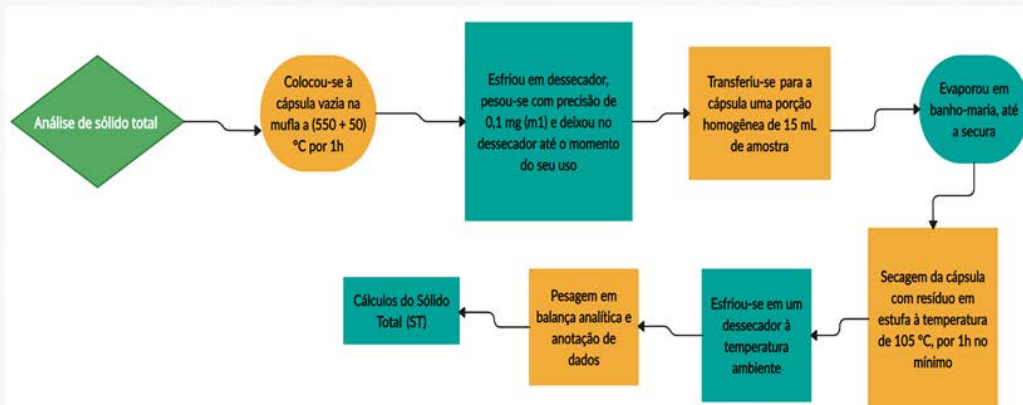 Análise de sólido total
Colocou-se à
cápsula vazia na
mufla a (550 + 50)
°C por 1h
Esfriou em dessecador,
pesou-se com precisão de
0,1 mg (m1) e deixou no
dessecador até o momento
do seu uso
Transferiu-se para a
cápsula uma porção
homogênea de 15 mL
de amostra
Evaporou em
banho-maria, até
a secura
Secagem da cápsula
com resíduo em
estufa à temperatura
de 105 °C, por 1h no
mínimo
Esfriou-se em um
dessecador à
temperatura
ambiente
Pesagem em
balança analítica e
anotação de
dados
Cálculos do Sólido
Total (ST)